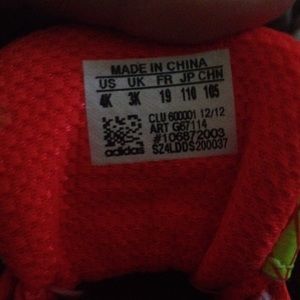 MADE IN CHINA
US UK FR JP CHN
4K 3K 19 110 105
CLU 600001 12/12
ART G67114
#106872003
adidas SZ4LDDS200037